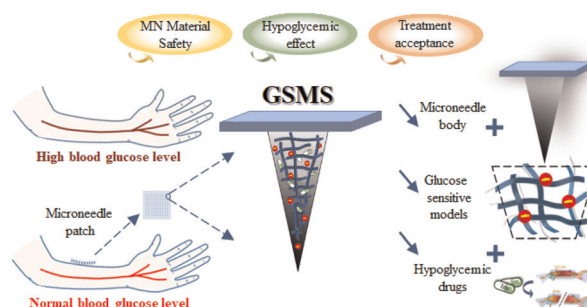 MN Material
Safety
Hypoglycemic
effect
Treatment
acceptance
GSMS
High blood glucose level
Microneedle
patch
Normal blood glucose level
Microneedle
body
Glucose
sensitive
models
Hypoglycemic
drugs